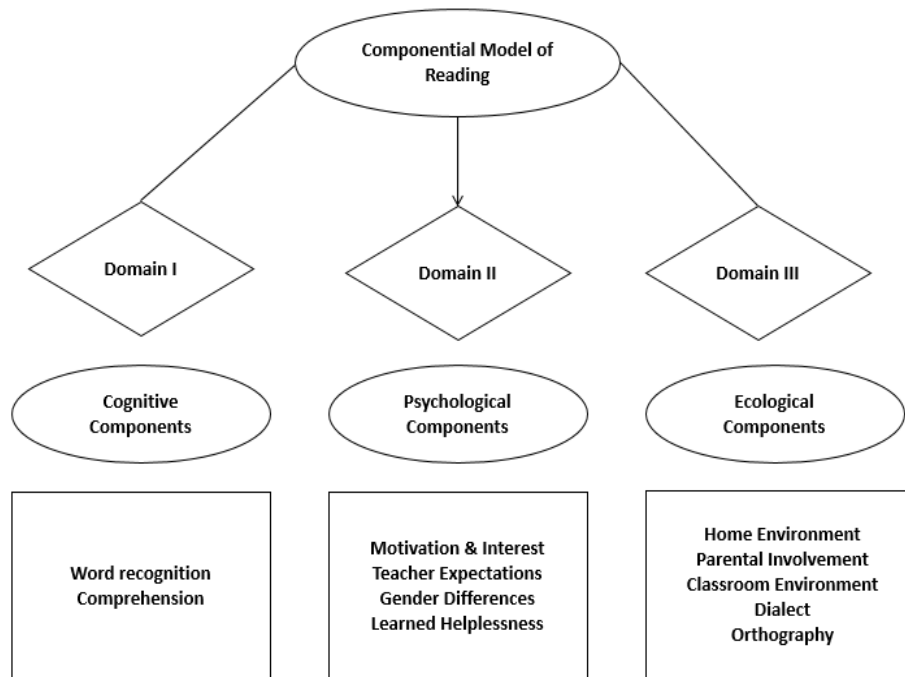 Componential Model of
Reading
Domain I
Domain II
Domain III
Cognitive
Components
Psychological
Components
Ecological
Components
Word recognition
Comprehension
Motivation & Interest
Teacher Expectations
Gender Differences
Learned Helplessness
Home Environment
Parental Involvement
Classroom Environment
Dialect
Orthography